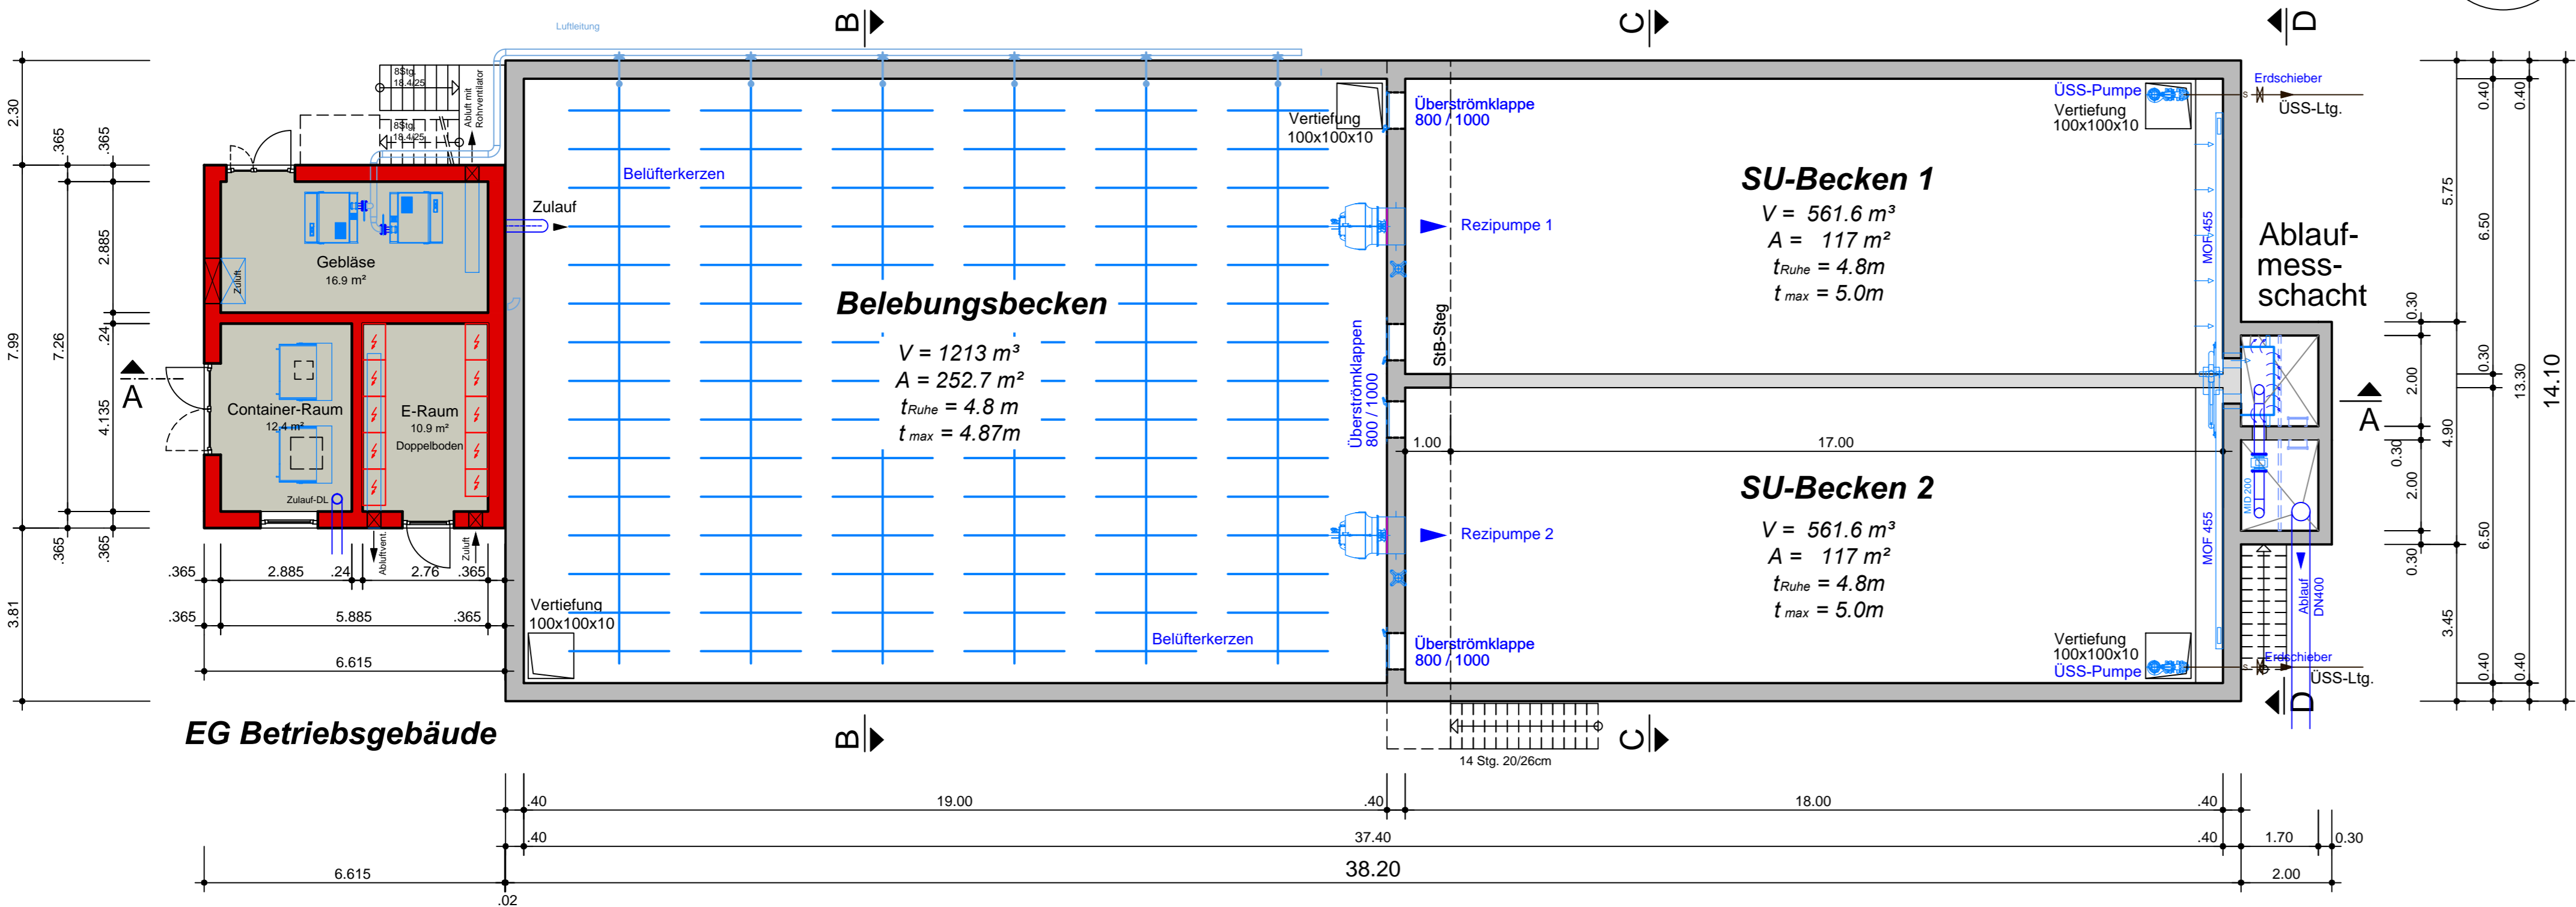 Luftleitung
B
C
D
8Stg.
18.4/25
8Stg.
18.4/25
Abluft mit
Rohrventilator
2.30
.365
.365
7.99
7.26
2.885
.24
4.135
3.81
.365
.365
A
Zulauf
Belüfterkerzen
Gebläse
16.9 m²
Zuluft
Container-Raum
12.4 m²
E-Raum
10.9 m²
Doppelboden
Zulauf-DL
Abluftvent.
Zuluft
.365
2.885
.24
2.76
.365
.365
5.885
.365
6.615
EG Betriebsgebäude
Belebungsbecken
V = 1213 m³
A = 252.7 m²
tRuhe = 4.8 m
t max = 4.87m
Vertiefung
100x100x10
Belüfterkerzen
Vertiefung
100x100x10
Überströmklappe
800 / 1000
Rezipumpe 1
Überströmklappen
800 / 1000
StB-Steg
1.00
17.00
Rezipumpe 2
Überströmklappe
800 / 1000
SU-Becken 1
V = 561.6 m³
A = 117 m²
tRuhe = 4.8m
t max = 5.0m
SU-Becken 2
V = 561.6 m³
A = 117 m²
tRuhe = 4.8m
t max = 5.0m
ÜSS-Pumpe
Vertiefung
100x100x10
MOF 455
MOF 455
Vertiefung
100x100x10
ÜSS-Pumpe
Erdschieber
S
ÜSS-Ltg.
Ablauf-
mess-
schacht
MID 200
Ablauf
DN400
Erdschieber
S
ÜSS-Ltg.
A
5.75
0.40
0.40
6.50
0.30
2.00
0.30
13.30
14.10
4.90
0.30
2.00
6.50
0.30
3.45
0.40
0.40
B
C
D
14 Stg. 20/26cm
.40
19.00
.40
18.00
.40
.40
37.40
.40
1.70
0.30
6.615
38.20
2.00
.02